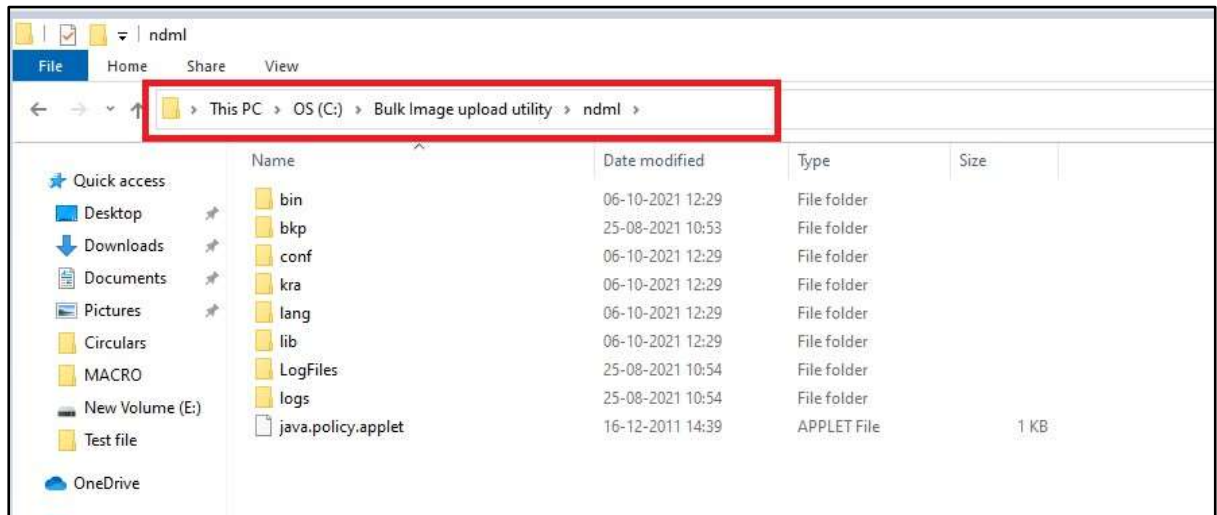 ndml
File Home Share View
This PC > OS (C:) > Bulk Image upload utility > ndml >
Name Date modified Type Size
Quick access
Desktop
Downloads
Documents
Pictures
Circulars
MACRO
New Volume (E:)
Test file
OneDrive
bin 06-10-2021 12:29 File folder
bkp 25-08-2021 10:53 File folder
conf 06-10-2021 12:29 File folder
kra 06-10-2021 12:29 File folder
lang 06-10-2021 12:29 File folder
lib 06-10-2021 12:29 File folder
LogFiles 25-08-2021 10:54 File folder
logs 25-08-2021 10:54 File folder
java.policy.applet 16-12-2011 14:39 APPLET File 1 KB